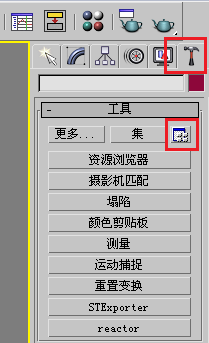 工具
更多...
集
资源浏览器
摄影机匹配
塌陷
颜色剪贴板
测量
运动捕捉
重置变换
STExporter
reactor